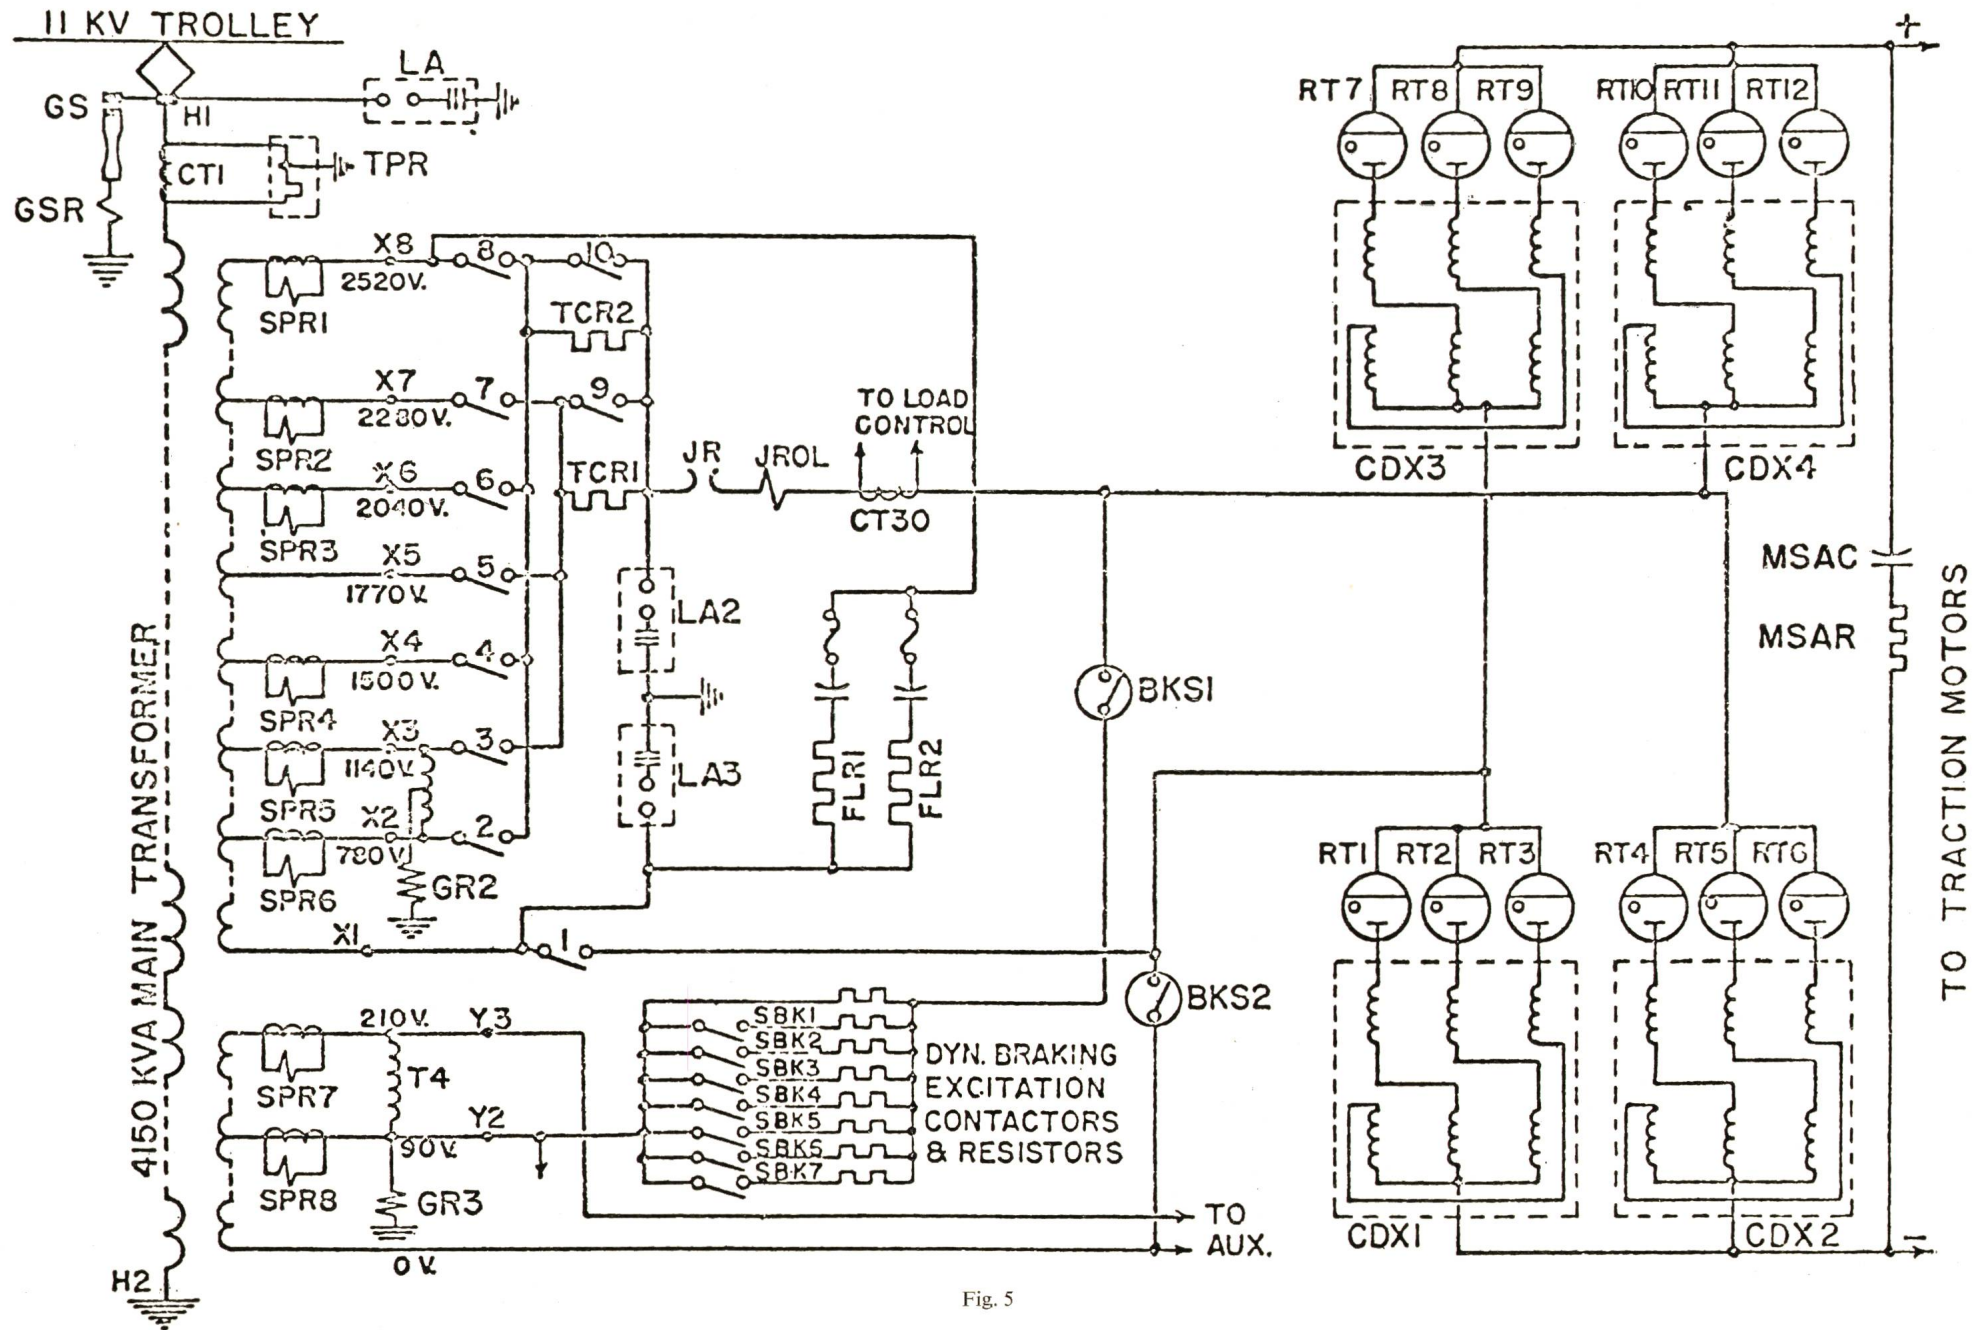 11 KV TROLLEY
LA
GS
H1
CT1
TPR
GSR
X8
2520V.
8
10
SPR1
TCR2
X7
2280V.
7
9
SPR2
X6
2040V.
6
TCR1
JR
JROL
TO LOAD
CONTROL
CT30
SPR3
X5
1770V.
5
LA2
X4
1500V.
4
SPR4
X3
1140V.
3
LA3
SPR5
X2
780V.
2
SPR6
GR2
FLR1
FLR2
X1
1
BKS1
BKS2
4150 KVA MAIN TRANSFORMER
210V.
Y3
SPR7
T4
Y2
90V.
SPR8
GR3
0V.
H2
SBK1
SBK2
SBK3
SBK4
SBK5
SBK6
SBK7
DYN. BRAKING
EXCITATION
CONTACTORS
& RESISTORS
TO
AUX.
RT7
RT8
RT9
RT10
RT11
RT12
+
CDX3
CDX4
MSAC
MSAR
TO TRACTION MOTORS
RT1
RT2
RT3
RT4
RT5
RT6
CDX1
CDX2
–
Fig. 5